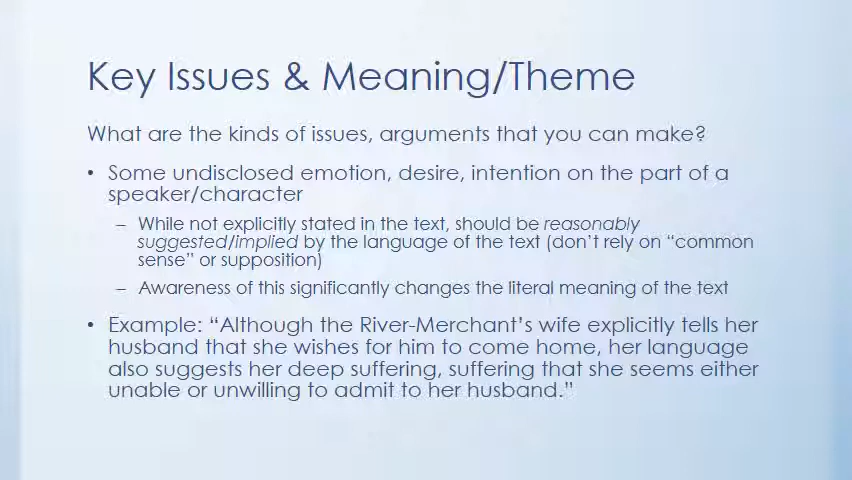 Key Issues & Meaning/Theme
What are the kinds of issues, arguments that you can make?
• Some undisclosed emotion, desire, intention on the part of a
speaker/character
– While not explicitly stated in the text, should be reasonably
suggested/implied by the language of the text (don't rely on “common
sense” or supposition)
– Awareness of this significantly changes the literal meaning of the text
• Example: “Although the River-Merchant's wife explicitly tells her
husband that she wishes for him to come home, her language
also suggests her deep suffering, suffering that she seems either
unable or unwilling to admit to her husband.”